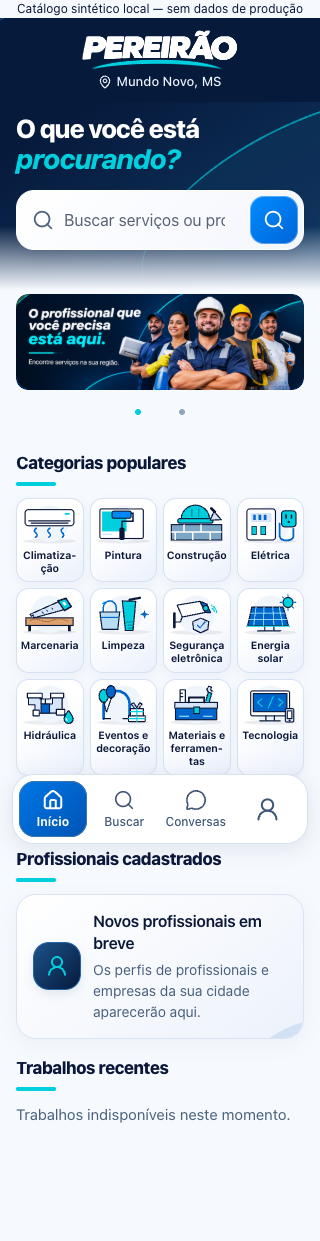 Catálogo sintético local — sem dados de produção
PEREIRÃO
Mundo Novo, MS
O que você está
procurando?
Buscar serviços ou pro
O profissional que
você precisa
está aqui.
Encontre serviços na sua região.
Categorias populares
Climatiza-
ção
Pintura
Construção
Elétrica
Marcenaria
Limpeza
Segurança
eletrônica
Energia
solar
Hidráulica
Eventos e
decoração
Materiais e
ferramen-
tas
Tecnologia
Início
Buscar
Conversas
Profissionais cadastrados
Novos profissionais em
breve
Os perfis de profissionais e
empresas da sua cidade
aparecerão aqui.
Trabalhos recentes
Trabalhos indisponíveis neste momento.